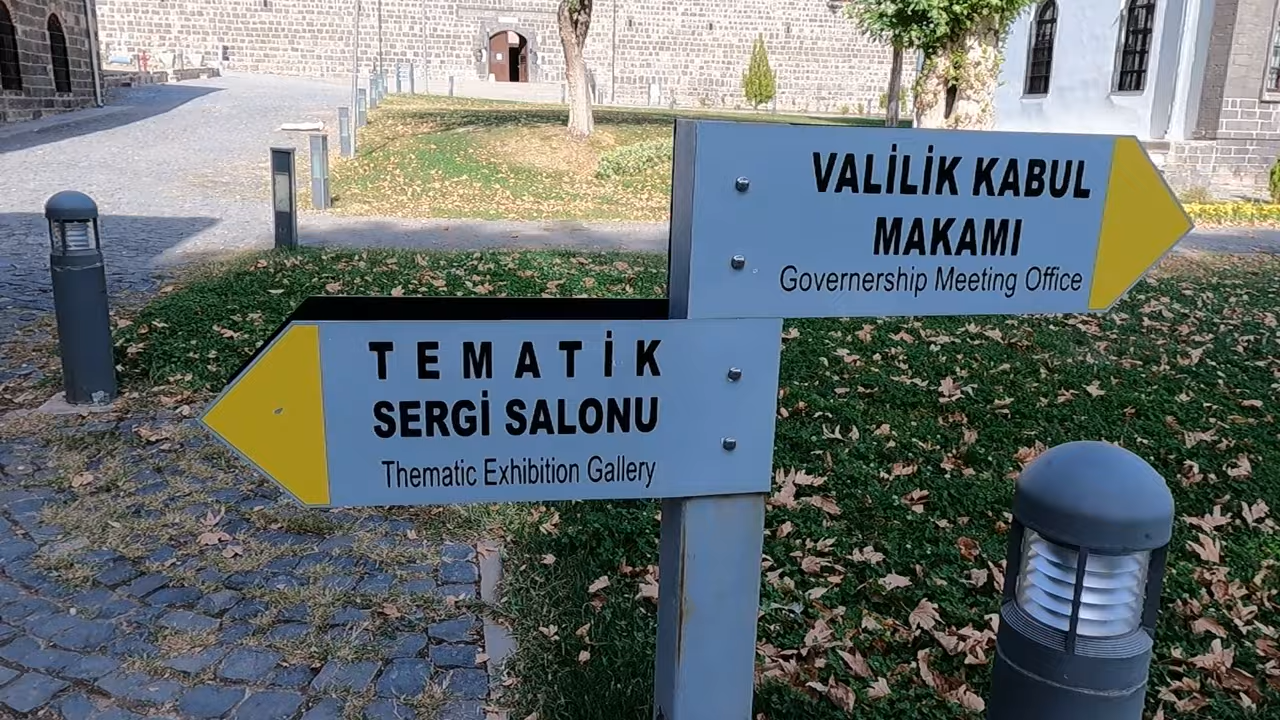 VALİLİK KABUL
MAKAMI
Governership Meeting Office
TEMATİK
SERGİ SALONU
Thematic Exhibition Gallery